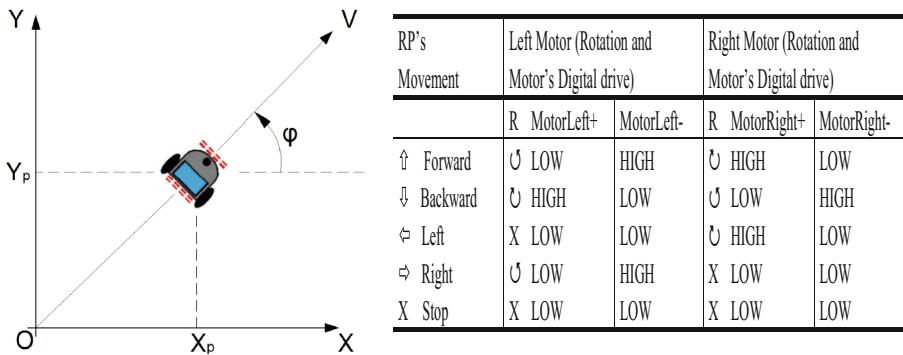 Y
V
φ
Yp
O
Xp
X
RP's Movement | Left Motor (Rotation and Motor's Digital drive) | Right Motor (Rotation and Motor's Digital drive)
R MotorLeft+ | MotorLeft- | R MotorRight+ | MotorRight-
⇧ Forward | ↺ LOW | HIGH | ↻ HIGH | LOW
⇩ Backward | ↻ HIGH | LOW | ↺ LOW | HIGH
⇦ Left | X LOW | LOW | ↻ HIGH | LOW
⇨ Right | ↺ LOW | HIGH | X LOW | LOW
X Stop | X LOW | LOW | X LOW | LOW